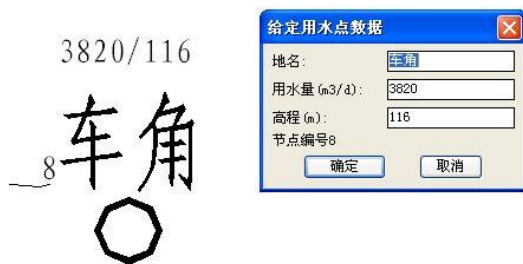 3820/116
车角
8
给定用水点数据
地名: 车角
用水量(m3/d): 3820
高程(m): 116
节点编号8
确定 取消